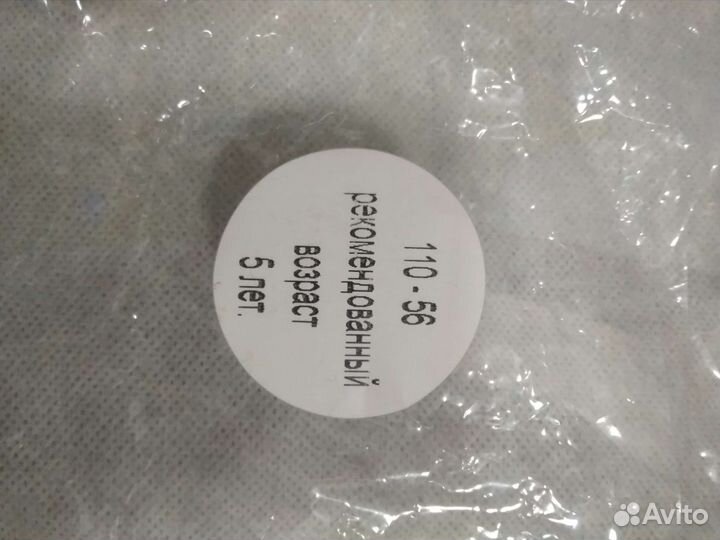 110 - 56
рекомендованный
возраст
5 лет.
Avito